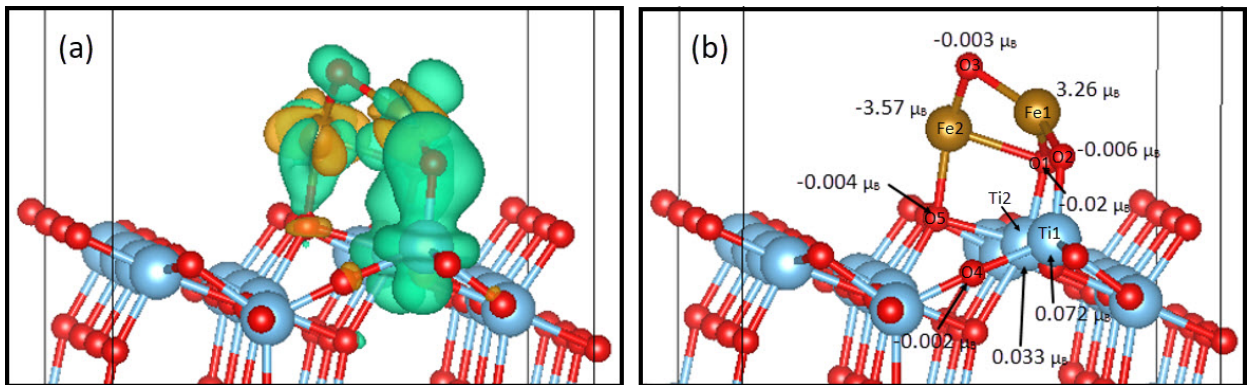 (a)
(b)
-0.003 μB
O3
3.26 μB
-3.57 μB
Fe1
Fe2
O1
O2
-0.006 μB
-0.004 μB
-0.02 μB
O5
Ti2
Ti1
O4
0.072 μB
-0.002 μB
0.033 μB